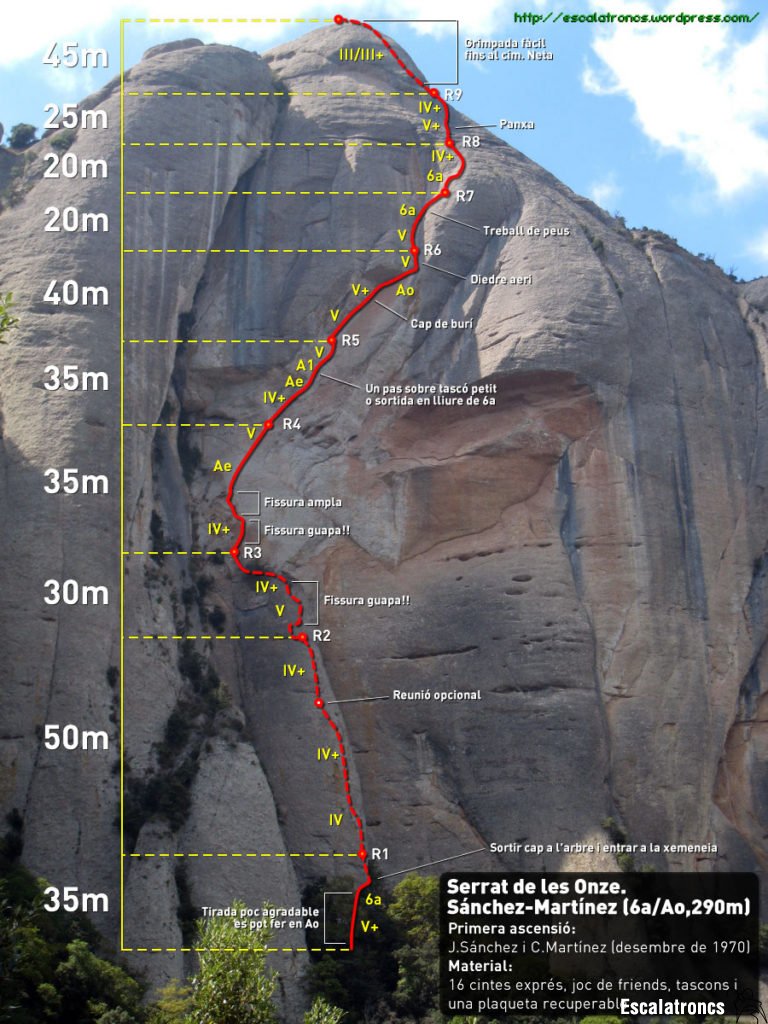 http://escalatroncs.wordpress.com/
45m
III/III+
Grimpada fàcil
fins al cim. Neta
R9
25m
IV+
V+
Panxa
R8
20m
IV+
6a
R7
20m
6a
Treball de peus
V
R6
V
Diedre aeri
40m
V+
Ao
V
Cap de burí
R5
35m
V
A1
Ae
Un pas sobre tascó petit
o sortida en lliure de 6a
IV+
R4
V
35m
Ae
Fissura ampla
IV+
Fissura guapa!!
R3
30m
IV+
Fissura guapa!!
V
R2
IV+
Reunió opcional
50m
IV+
IV
R1
Sortir cap a l'arbre i entrar a la xemeneia
35m
6a
Tirada poc agradable
es pot fer en Ao
V+
Serrat de les Onze.
Sánchez-Martínez (6a/Ao,290m)
Primera ascensió:
J.Sánchez i C.Martínez (desembre de 1970)
Material:
16 cintes exprés, joc de friends, tascons i
una plaqueta recuperable
Escalatroncs